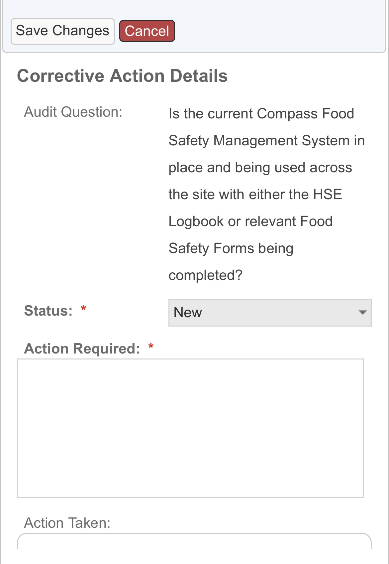 Save Changes Cancel
Corrective Action Details
Audit Question: Is the current Compass Food
Safety Management System in
place and being used across
the site with either the HSE
Logbook or relevant Food
Safety Forms being
completed?
Status: * New
Action Required: *
Action Taken: